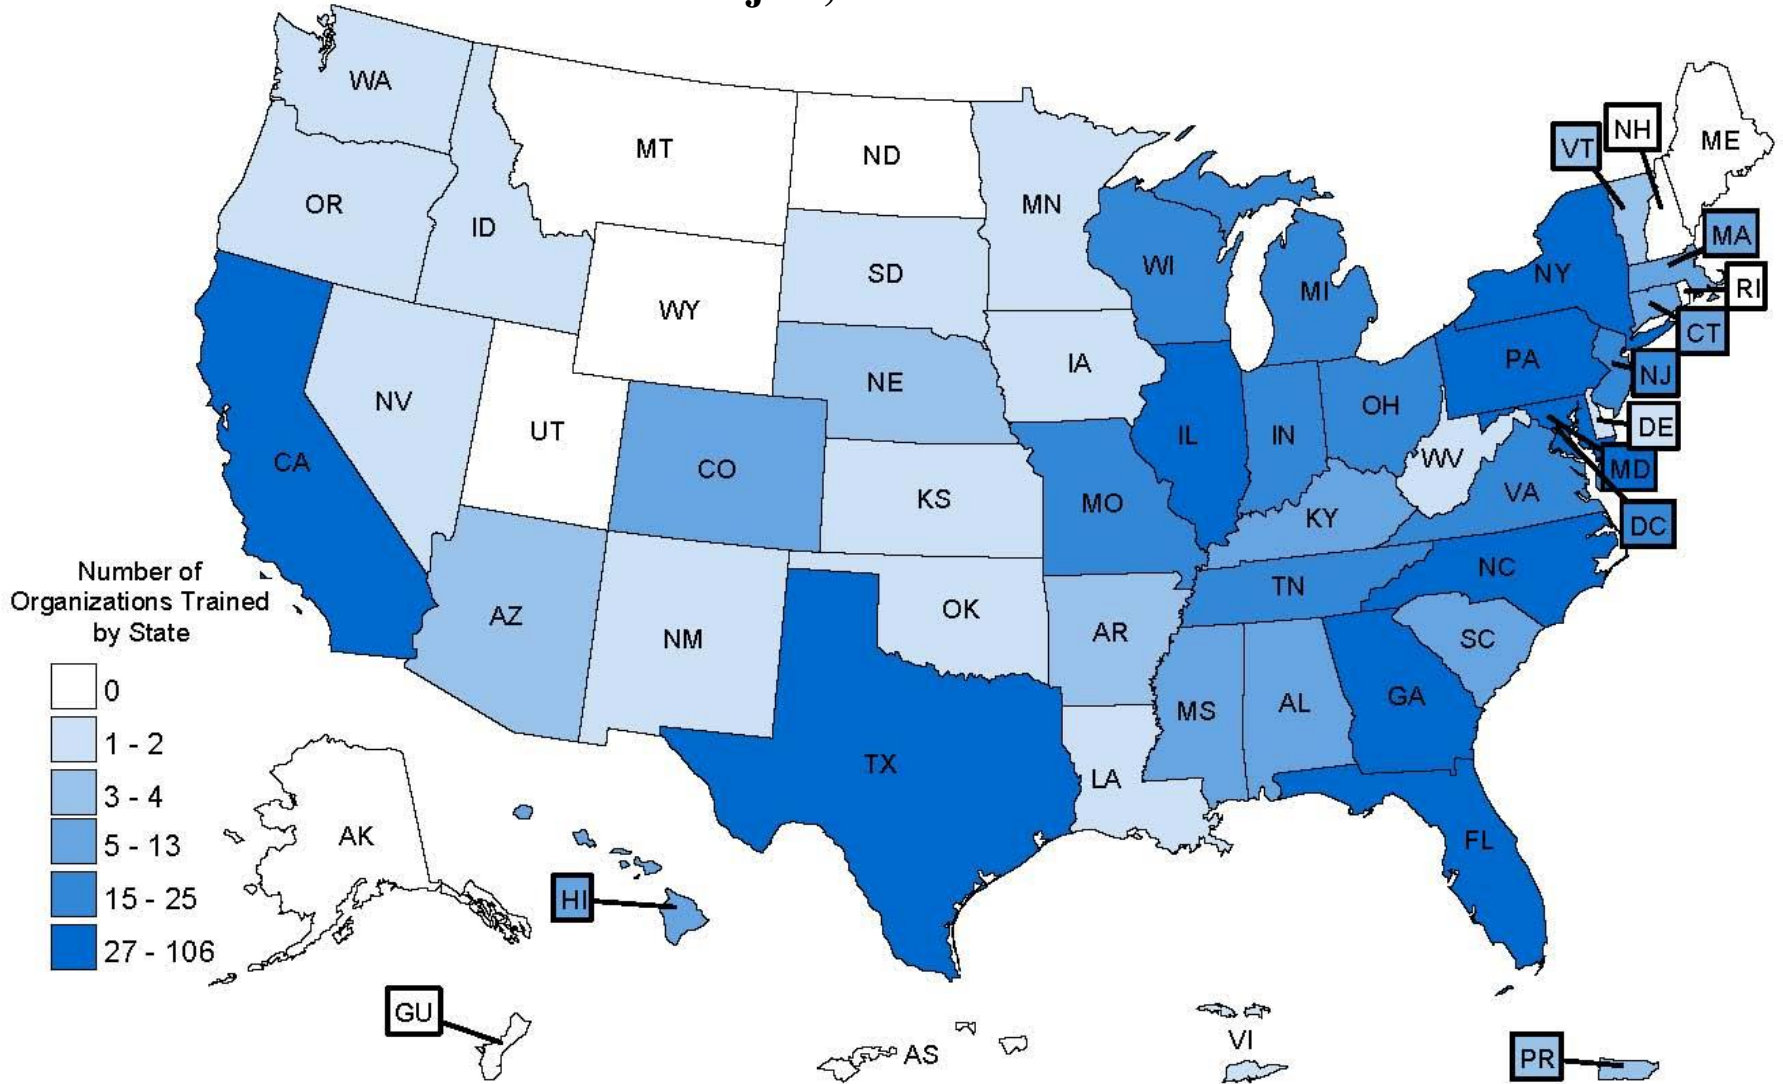 WA
MT
ND
MN
OR
ID
SD
WY
WI
MI
NY
VT
NH
ME
MA
RI
CT
NJ
PA
DE
MD
DC
NV
UT
NE
IA
CA
CO
KS
MO
IL
IN
OH
WV
VA
KY
AZ
NM
OK
AR
TN
NC
SC
MS
AL
GA
TX
LA
FL
Number of
Organizations Trained
by State
0
1 - 2
3 - 4
5 - 13
15 - 25
27 - 106
AK
HI
GU
AS
VI
PR